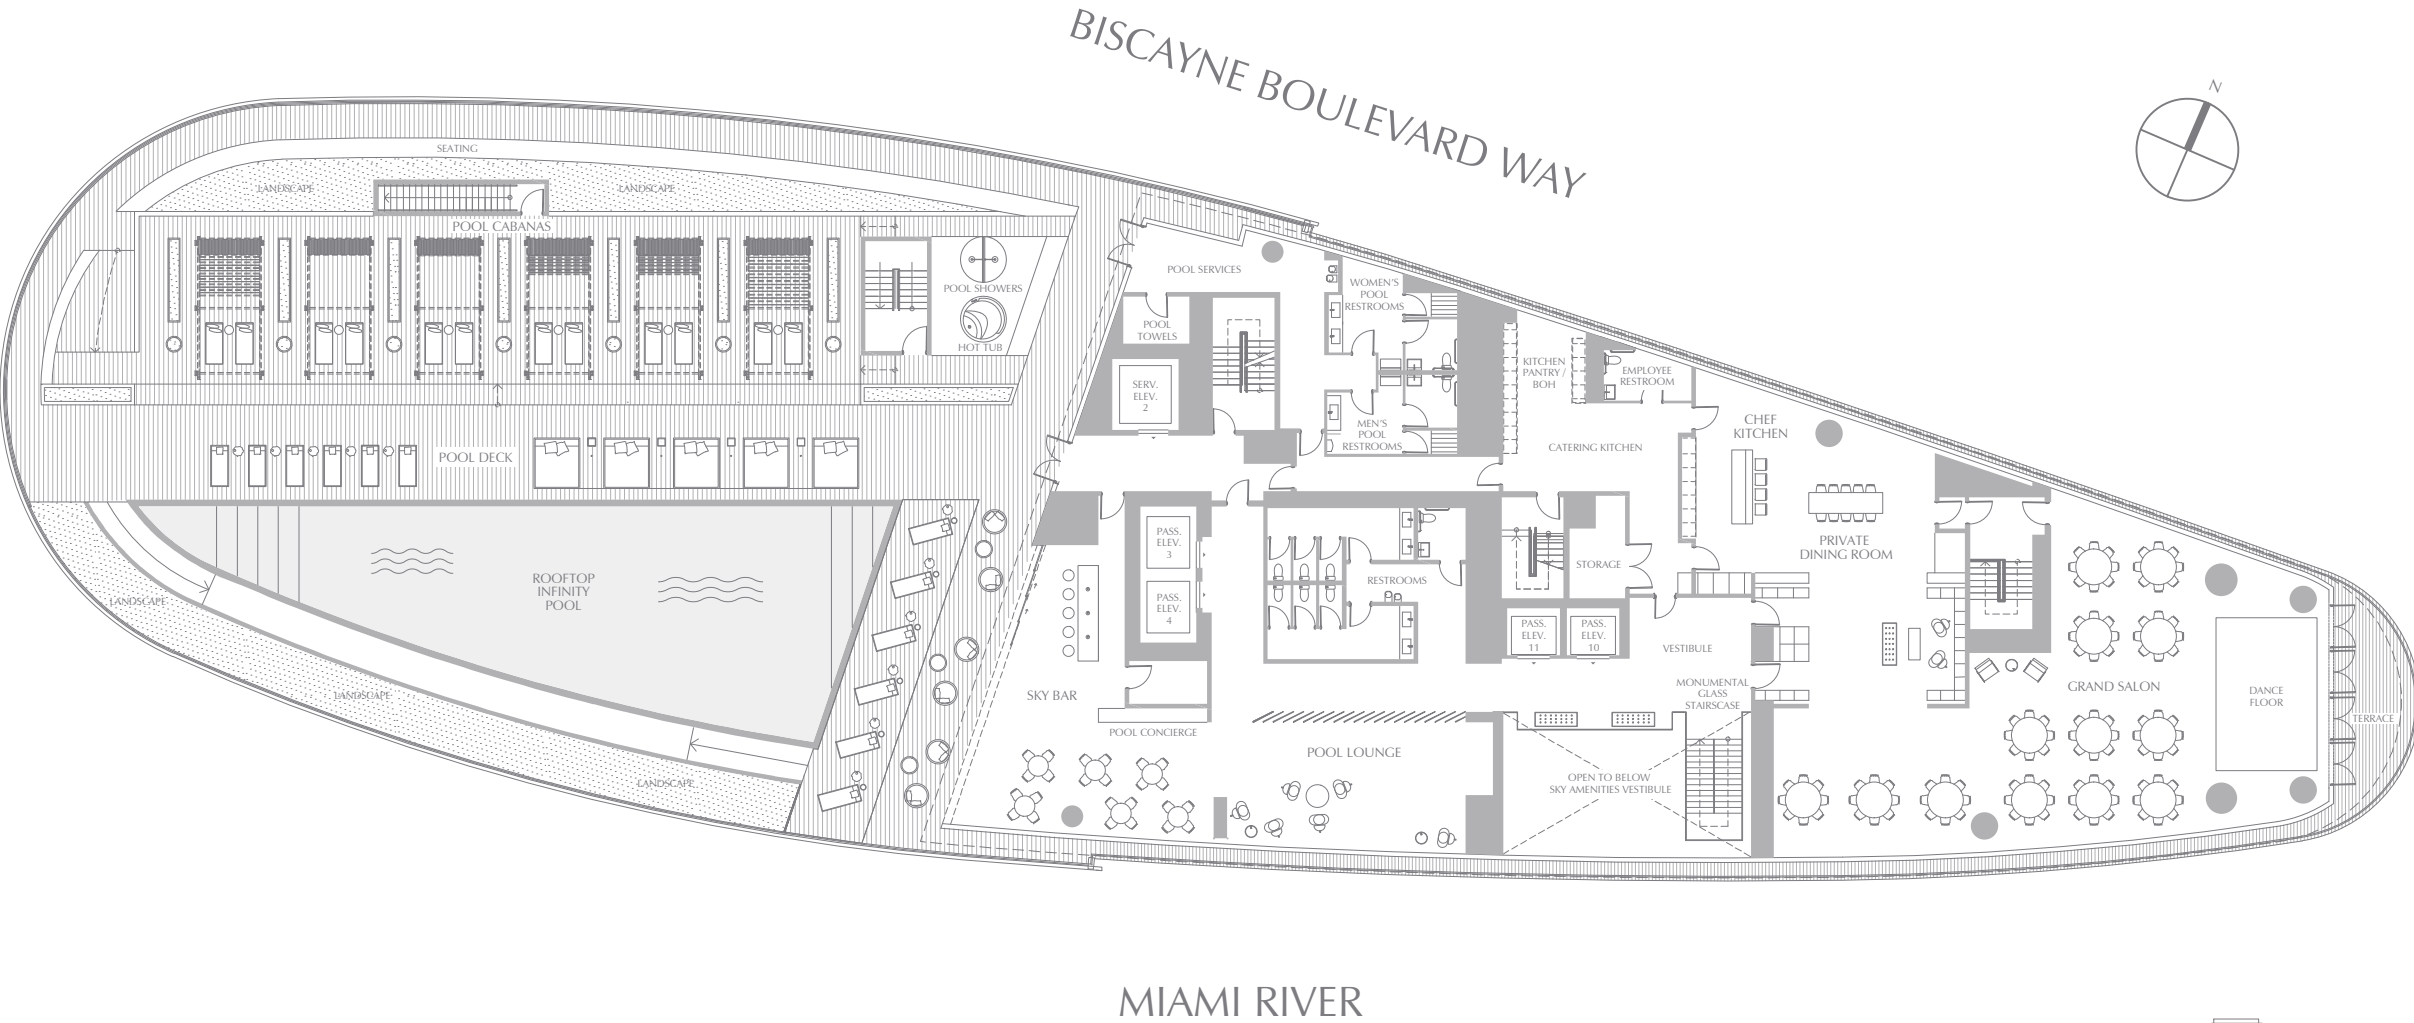 BISCAYNE BOULEVARD WAY
N
SEATING
LANDSCAPE
LANDSCAPE
POOL CABANAS
POOL SHOWERS
HOT TUB
POOL SERVICES
POOL
TOWELS
SERV.
ELEV.
2
WOMEN'S
POOL
RESTROOMS
MEN'S
POOL
RESTROOMS
KITCHEN
PANTRY /
BOH
EMPLOYEE
RESTROOM
CATERING KITCHEN
CHEF
KITCHEN
PRIVATE
DINING ROOM
POOL DECK
ROOFTOP
INFINITY
POOL
LANDSCAPE
LANDSCAPE
LANDSCAPE
PASS.
ELEV.
3
PASS.
ELEV.
4
RESTROOMS
STORAGE
PASS.
ELEV.
11
PASS.
ELEV.
10
VESTIBULE
MONUMENTAL
GLASS
STAIRSCASE
SKY BAR
POOL CONCIERGE
POOL LOUNGE
OPEN TO BELOW
SKY AMENITIES VESTIBULE
GRAND SALON
DANCE
FLOOR
TERRACE
MIAMI RIVER